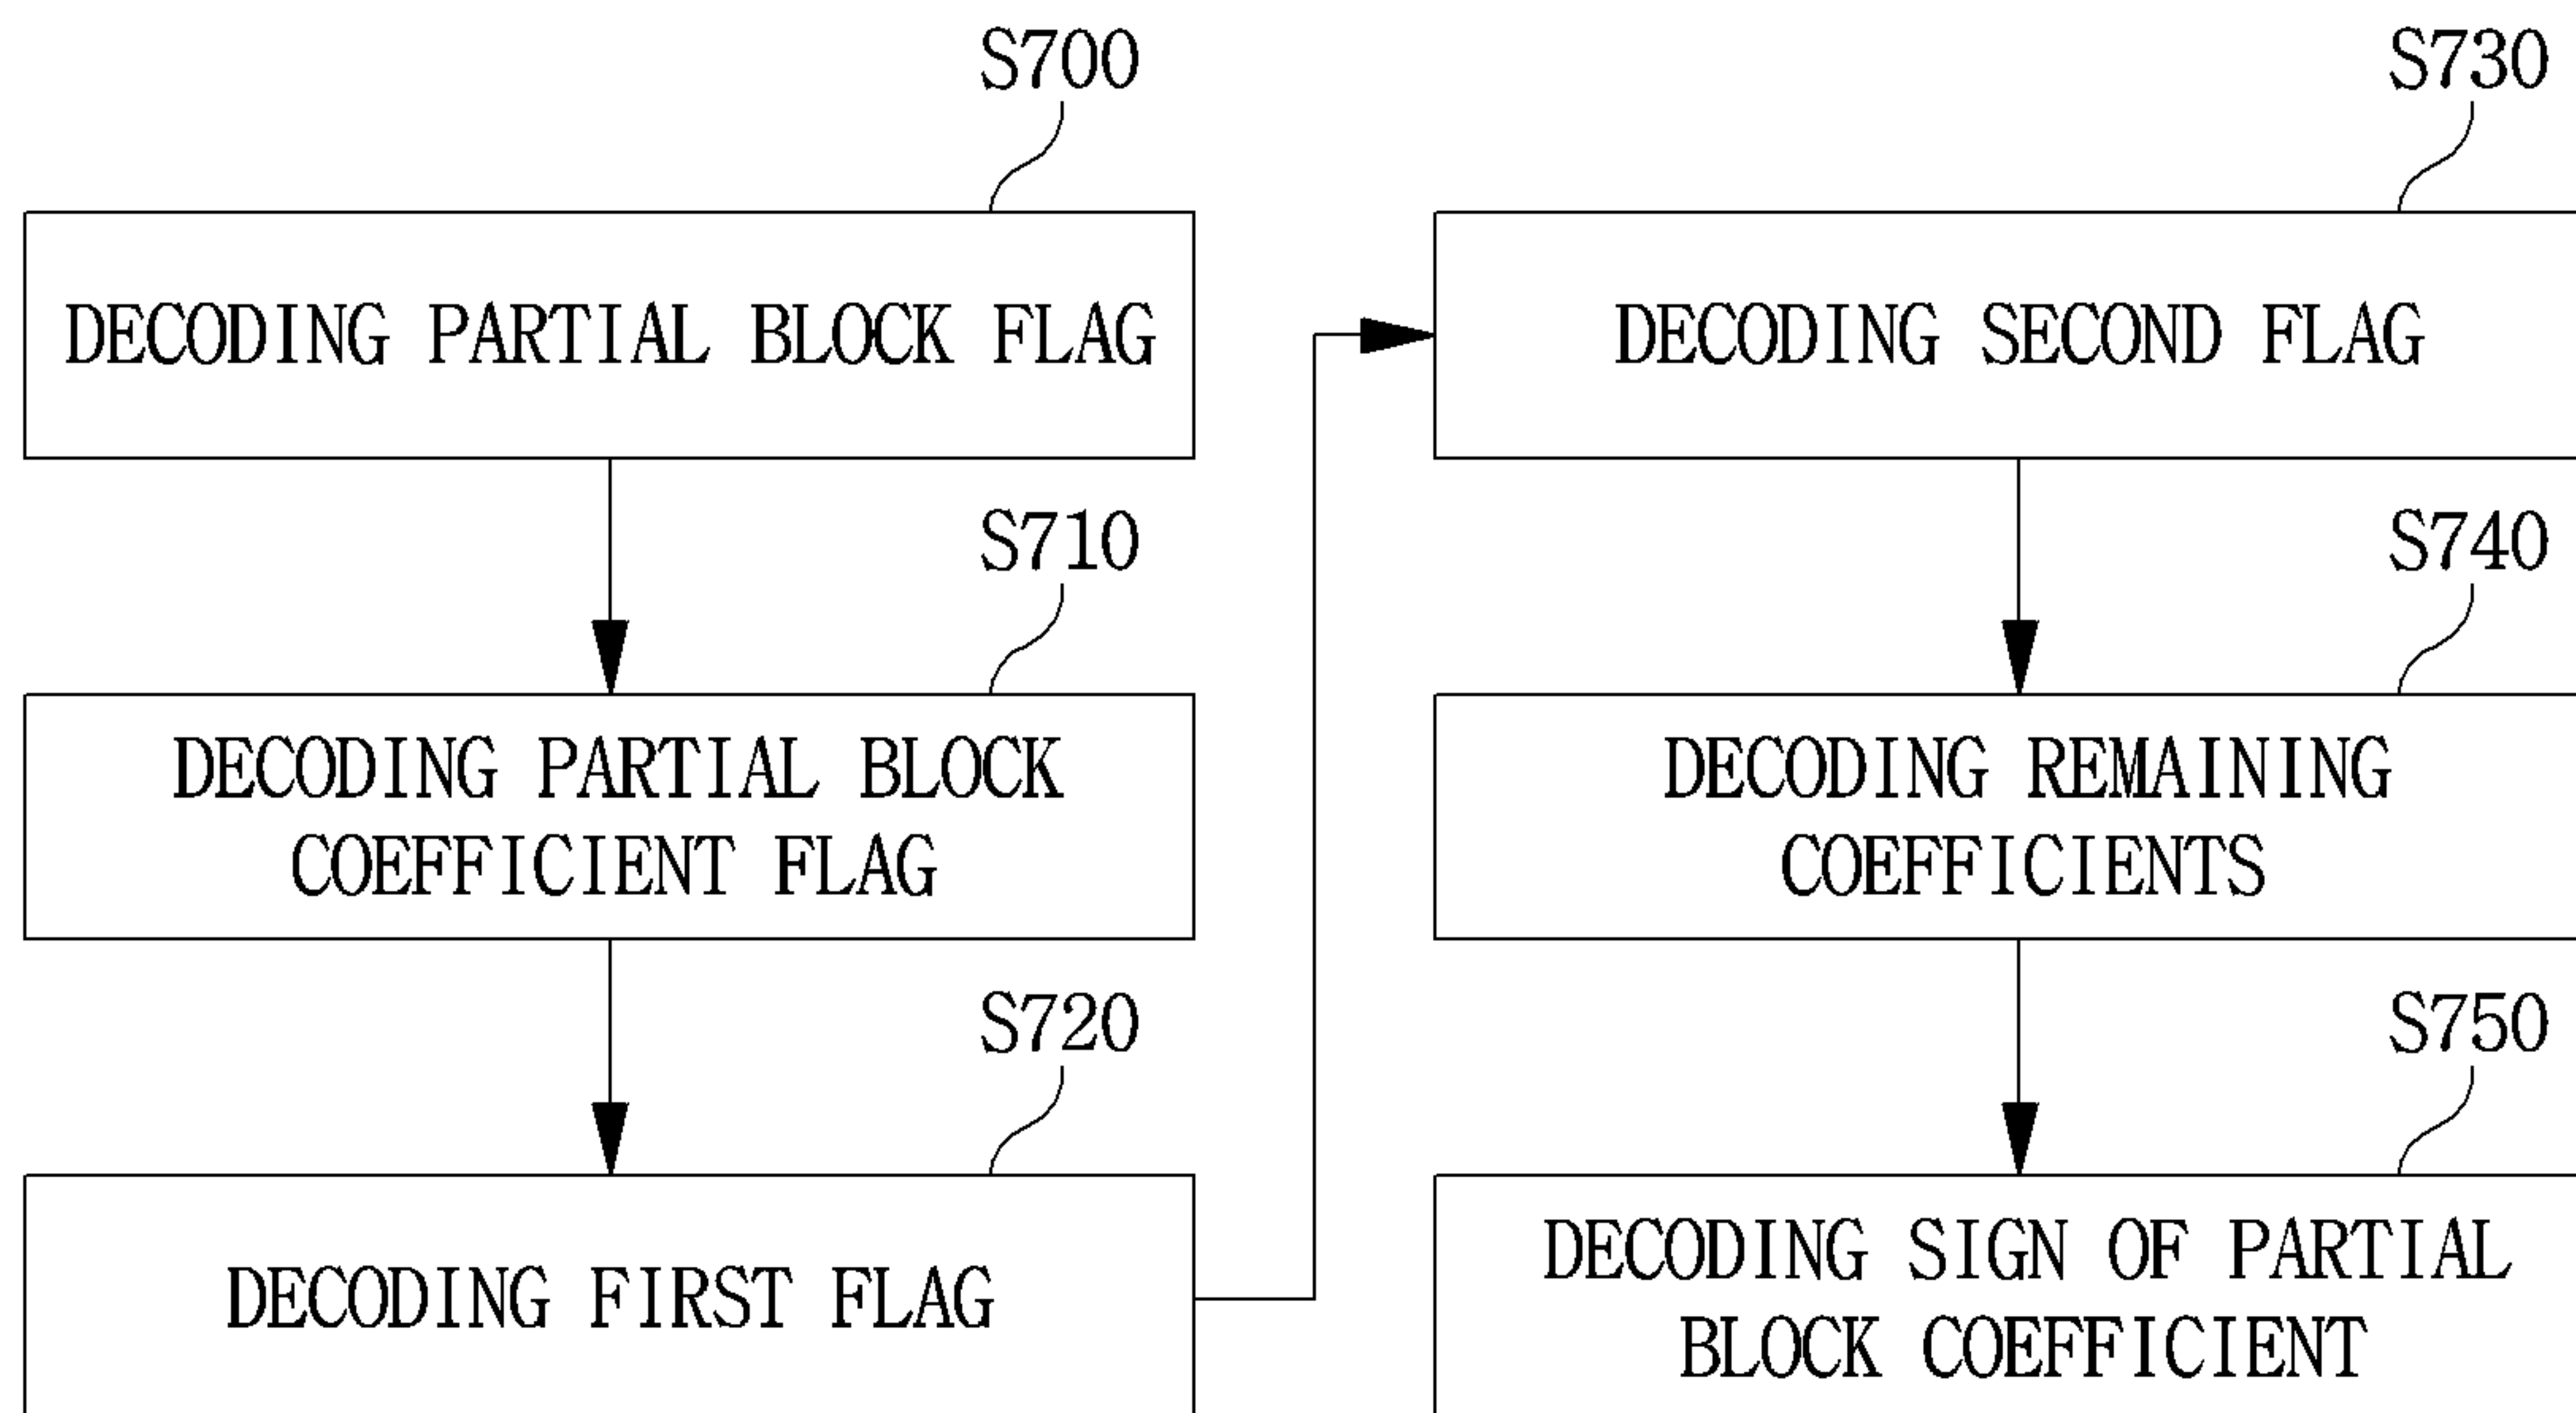 S700
DECODING PARTIAL BLOCK FLAG
S710
DECODING PARTIAL BLOCK
COEFFICIENT FLAG
S720
DECODING FIRST FLAG
S730
DECODING SECOND FLAG
S740
DECODING REMAINING
COEFFICIENTS
S750
DECODING SIGN OF PARTIAL
BLOCK COEFFICIENT